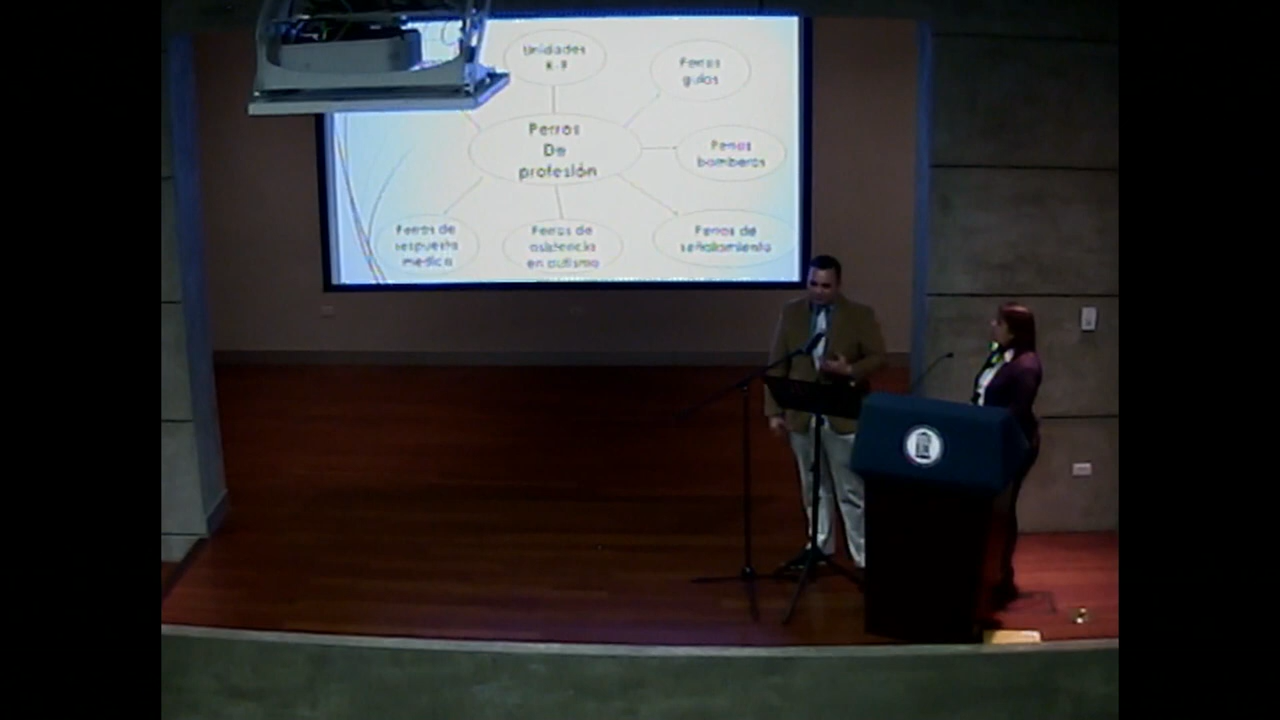 Unidades
K-9
Perros
guías
Perros
De
profesión
Perros
bomberos
Perros de
respuesta
medica
Perros de
asistencia
en autismo
Perros de
señalamiento